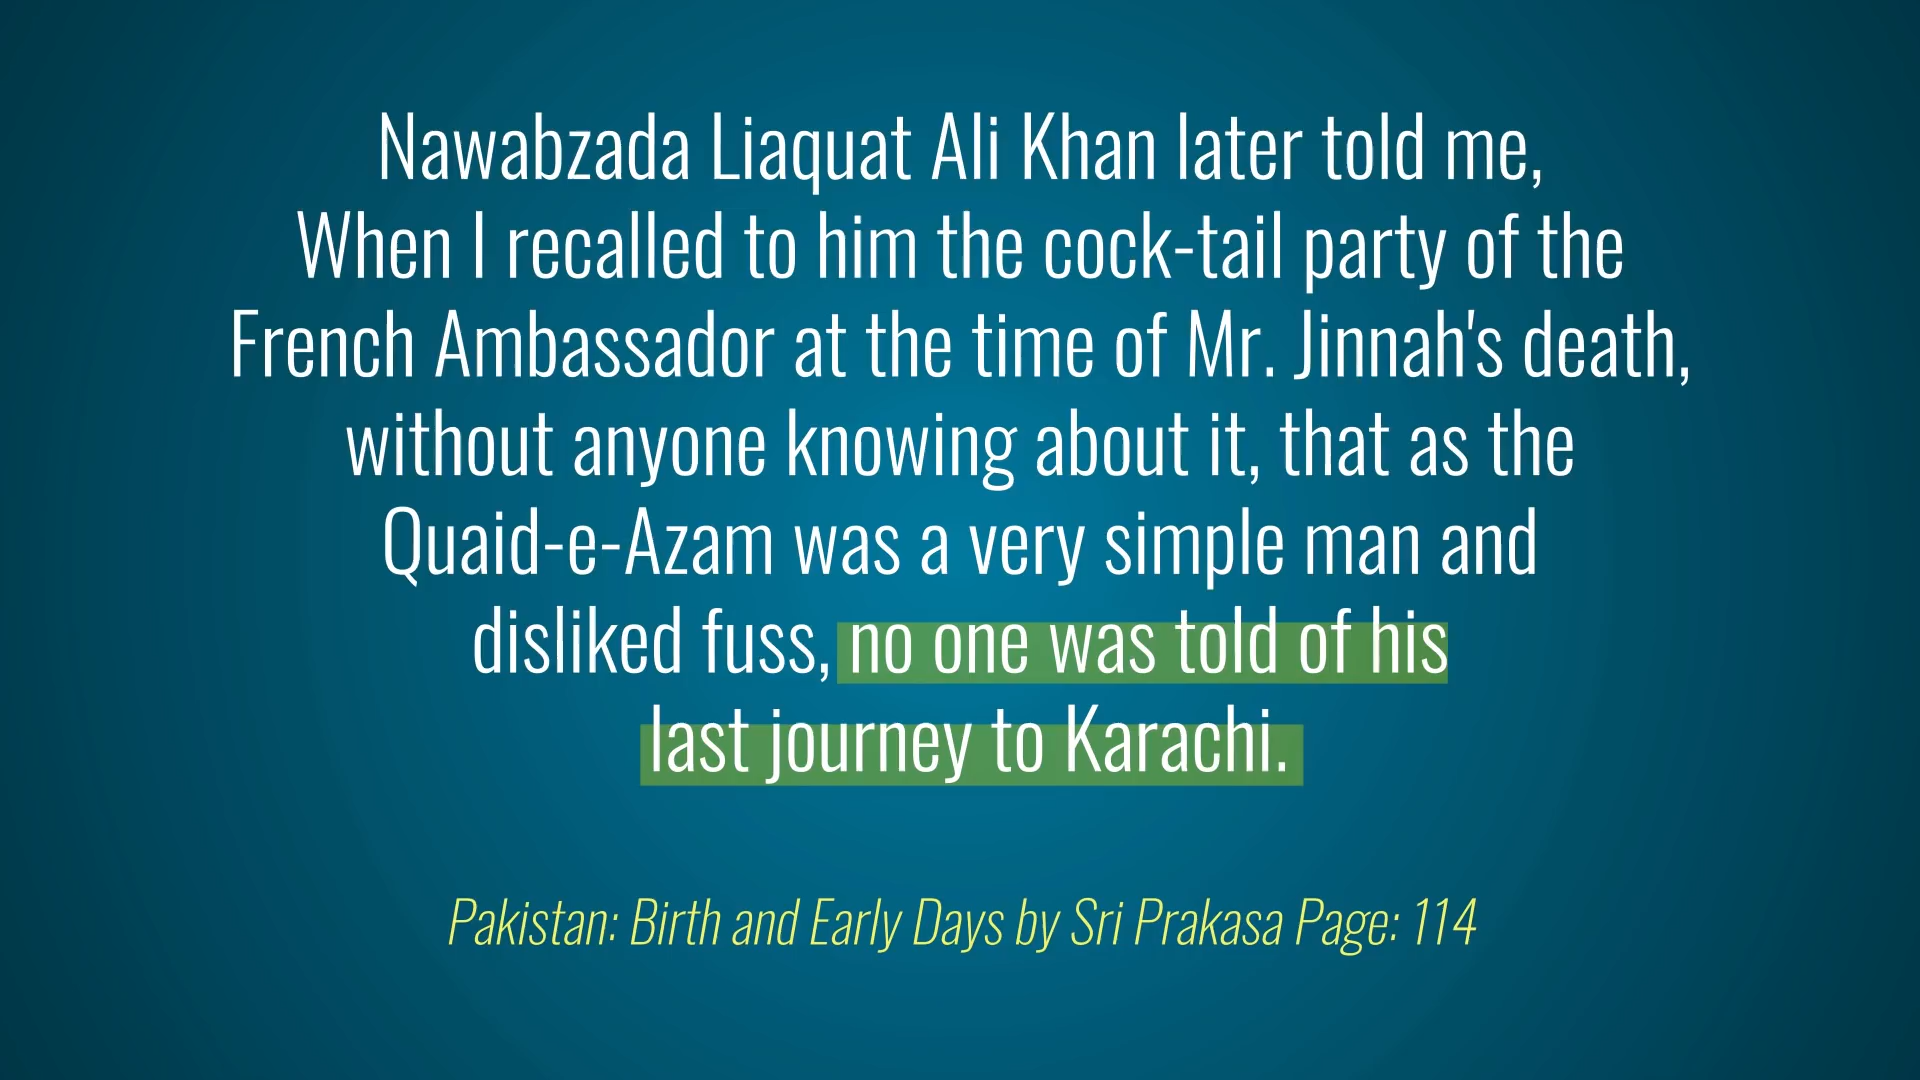 Nawabzada Liaquat Ali Khan later told me,
When I recalled to him the cock-tail party of the
French Ambassador at the time of Mr. Jinnah's death,
without anyone knowing about it, that as the
Quaid-e-Azam was a very simple man and
disliked fuss, no one was told of his
last journey to Karachi.
Pakistan: Birth and Early Days by Sri Prakasa Page: 114